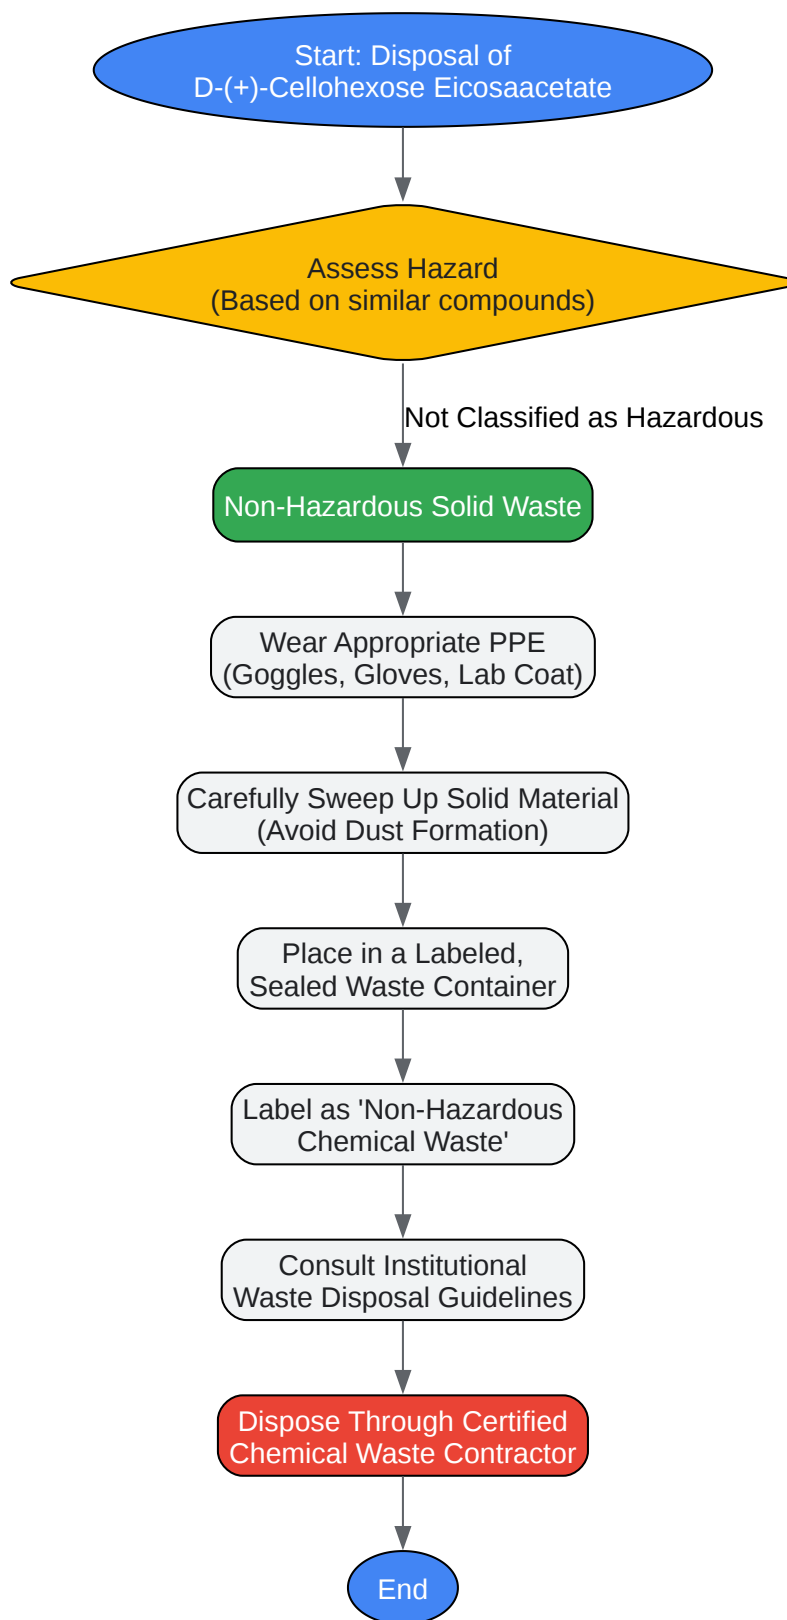 Start: Disposal of
D-(+)-Cellohexose Eicosaacetate
Assess Hazard
(Based on similar compounds)
Not Classified as Hazardous
Non-Hazardous Solid Waste
Wear Appropriate PPE
(Goggles, Gloves, Lab Coat)
Carefully Sweep Up Solid Material
(Avoid Dust Formation)
Place in a Labeled,
Sealed Waste Container
Label as 'Non-Hazardous
Chemical Waste'
Consult Institutional
Waste Disposal Guidelines
Dispose Through Certified
Chemical Waste Contractor
End